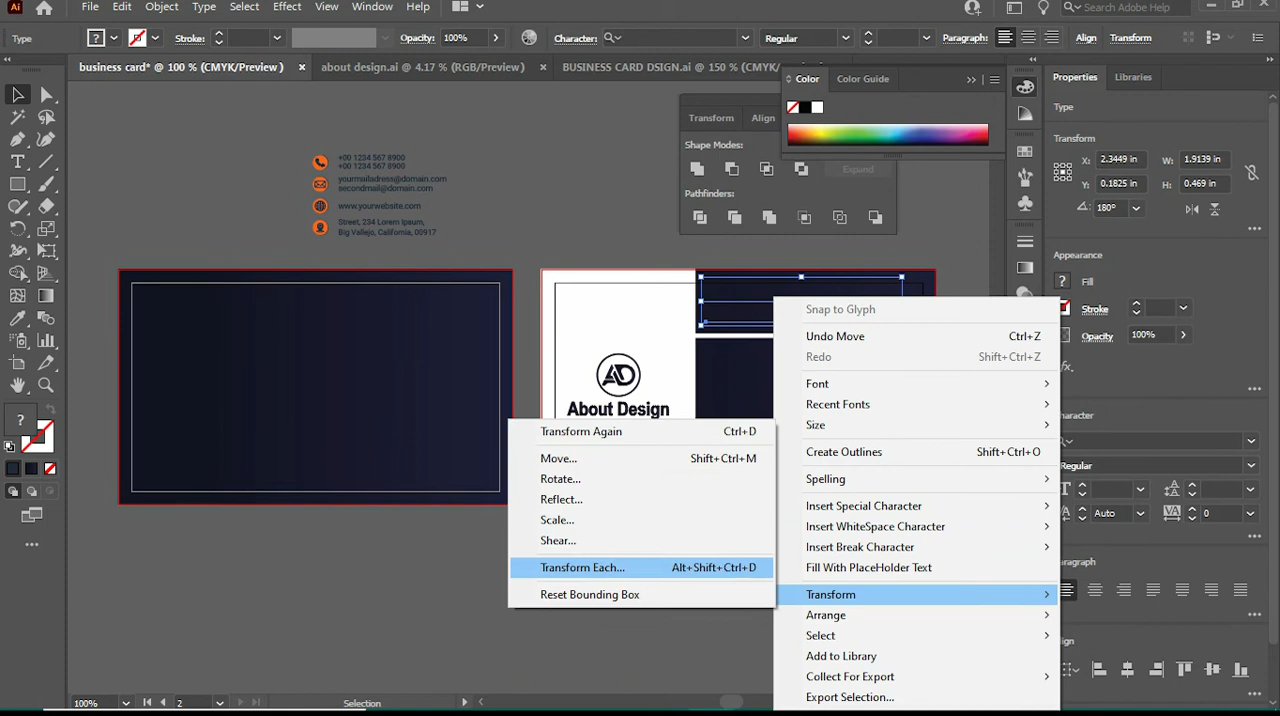 Ai File Edit Object Type Select Effect View Window Help Search Adobe Help
Type Stroke: Opacity: 100% Character: Regular Paragraph: Align Transform
business card* @ 100 % (CMYK/Preview) × about design.ai @ 4.17 % (RGB/Preview) × BUSINESS CARD DSIGN.ai @ 150 % (CMYK/
Color Color Guide
Properties Libraries
Type
Transform Align
Transform
Shape Modes:
X: 2.3449 in W: 1.9139 in
Expand
Y: 0.1825 in H: 0.469 in
Pathfinders:
180°
+00 1234 567 8900
+00 1234 567 8900
yourmailadress@domain.com
secondmail@domain.com
www.yourwebsite.com
Street, 234 Lorem Ipsum,
Big Vallejo, California, 00917
Appearance
? Fill
Stroke
Opacity 100%
fx.
Character
Regular
Auto 0
Paragraph
Align
AD
About Design
Snap to Glyph
Undo Move Ctrl+Z
Redo Shift+Ctrl+Z
Font
Recent Fonts
Size
Create Outlines Shift+Ctrl+O
Spelling
Insert Special Character
Insert WhiteSpace Character
Insert Break Character
Fill With PlaceHolder Text
Transform
Arrange
Select
Add to Library
Collect For Export
Export Selection...
Transform Again Ctrl+D
Move... Shift+Ctrl+M
Rotate...
Reflect...
Scale...
Shear...
Transform Each... Alt+Shift+Ctrl+D
Reset Bounding Box
100% 2 Selection